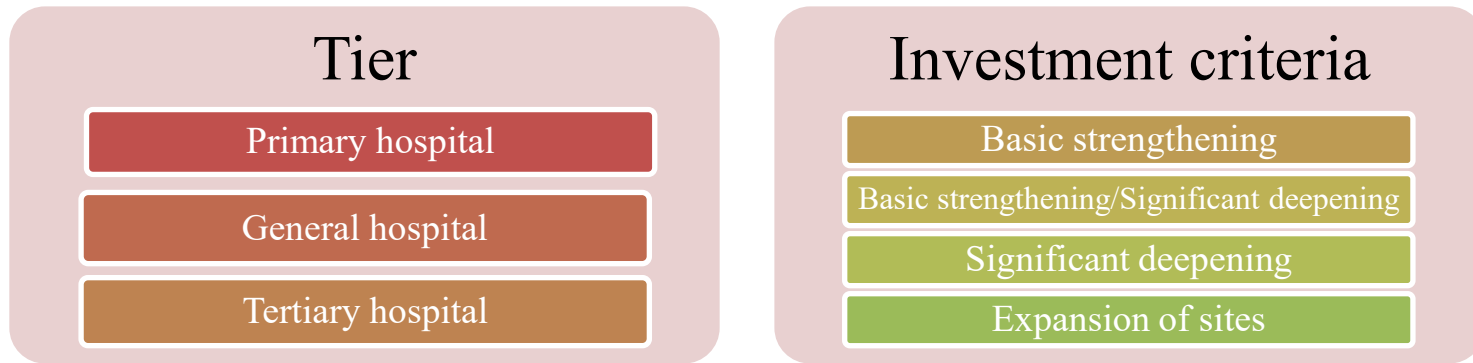 Tier
Primary hospital
General hospital
Tertiary hospital
Investment criteria
Basic strengthening
Basic strengthening/Significant deepening
Significant deepening
Expansion of sites